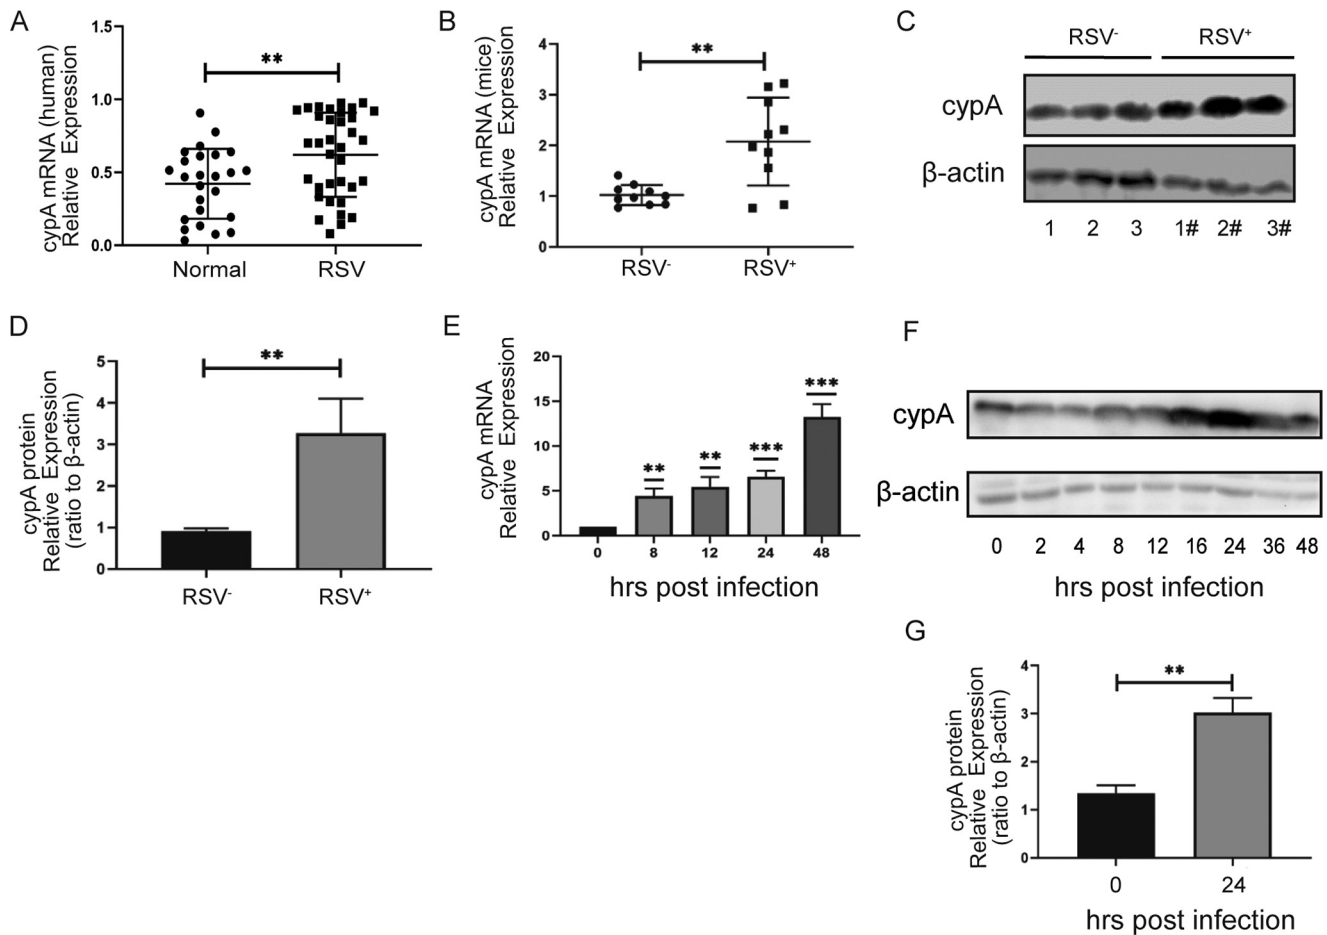 A
cypA mRNA (human)
Relative Expression
1.5
1.0
0.5
0.0
**
Normal
RSV
B
cypA mRNA (mice)
Relative Expression
4
3
2
1
0
**
RSV-
RSV+
C
RSV-
RSV+
cypA
β-actin
1 2 3 1# 2# 3#
D
cypA protein
Relative Expression
(ratio to β-actin)
5
4
3
2
1
0
**
RSV-
RSV+
E
cypA mRNA
Relative Expression
20
15
10
5
0
**
**
***
***
0 8 12 24 48
hrs post infection
F
cypA
β-actin
0 2 4 8 12 16 24 36 48
hrs post infection
G
cypA protein
Relative Expression
(ratio to β-actin)
4
3
2
1
0
**
0 24
hrs post infection